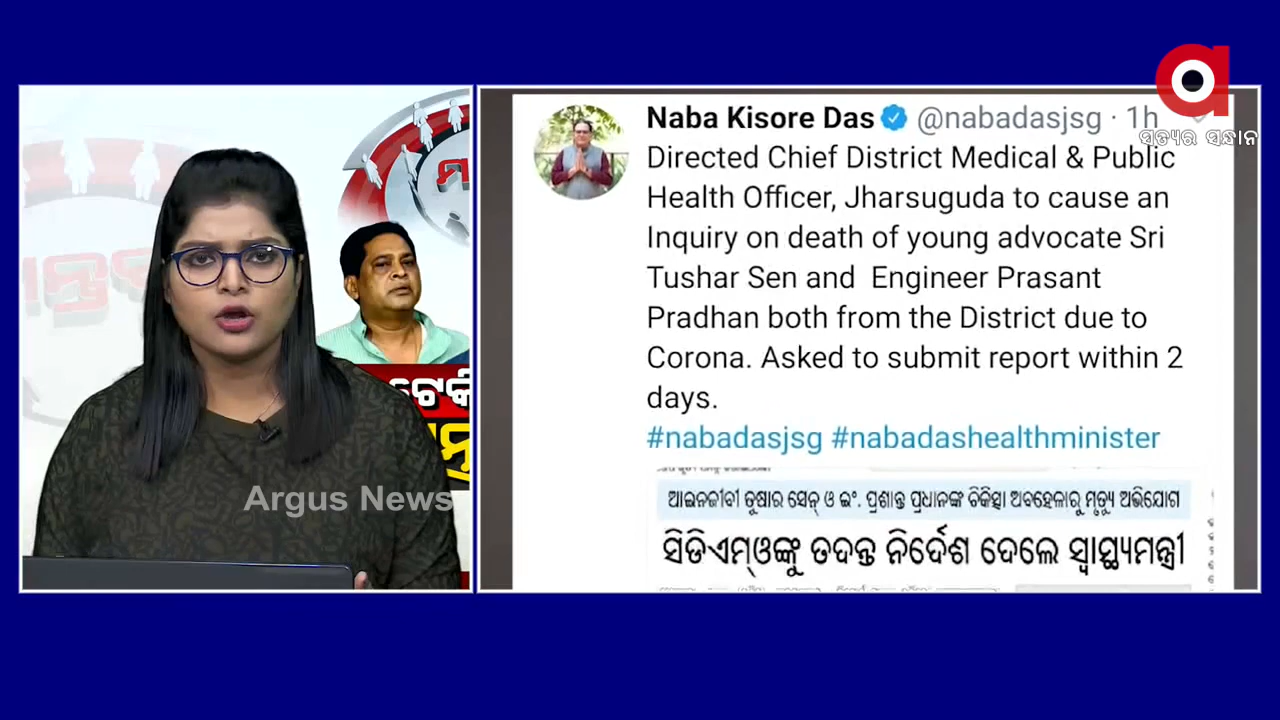 ସତ୍ୟର ସନ୍ଧାନ
Argus News
Naba Kisore Das @nabadasjsg · 1h
Directed Chief District Medical & Public
Health Officer, Jharsuguda to cause an
Inquiry on death of young advocate Sri
Tushar Sen and Engineer Prasant
Pradhan both from the District due to
Corona. Asked to submit report within 2
days.
#nabadasjsg #nabadashealthminister
ଆଇନଜୀବୀ ତୁଷାର ସେନ୍ ଓ ଇଂ. ପ୍ରଶାନ୍ତ ପ୍ରଧାନଙ୍କ ଚିକିତ୍ସା ଅବହେଳାରୁ ମୃତ୍ୟୁ ଅଭିଯୋଗ
ସିଡିଏମ୍‌ଓଙ୍କୁ ତଦନ୍ତ ନିର୍ଦେଶ ଦେଲେ ସ୍ୱାସ୍ଥ୍ୟମନ୍ତ୍ରୀ